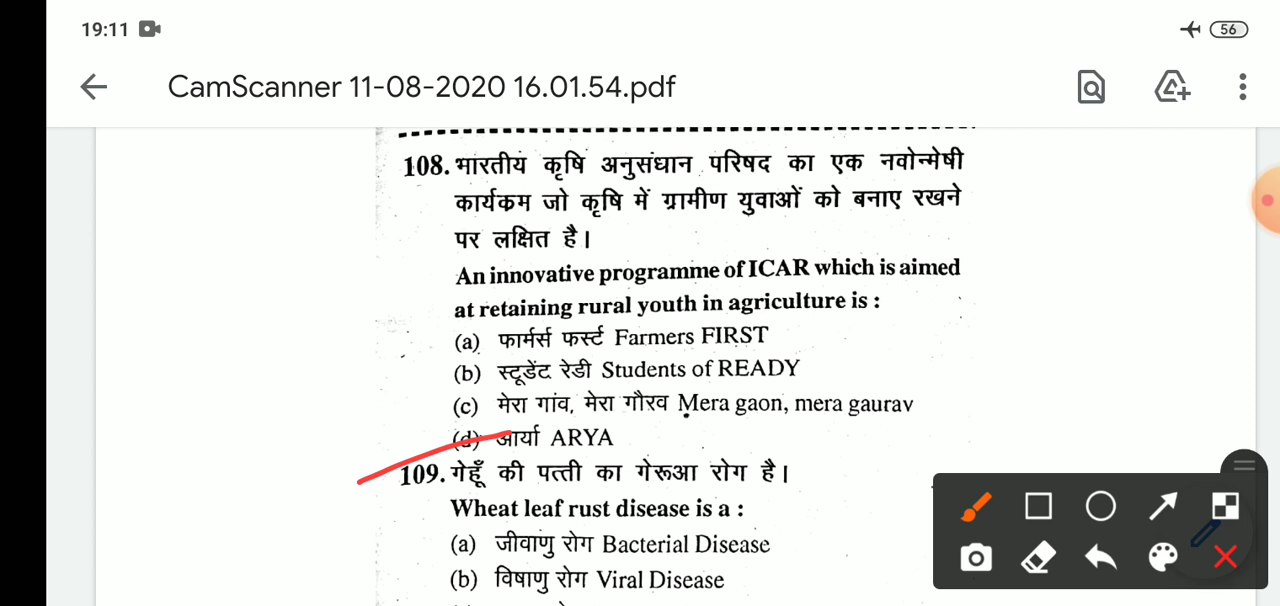 19:11
56
CamScanner 11-08-2020 16.01.54.pdf
108. भारतीय कृषि अनुसंधान परिषद का एक नवोन्मेषी
कार्यक्रम जो कृषि में ग्रामीण युवाओं को बनाए रखने
पर लक्षित है।
An innovative programme of ICAR which is aimed
at retaining rural youth in agriculture is :
(a) फार्मर्स फर्स्ट Farmers FIRST
(b) स्टूडेंट रेडी Students of READY
(c) मेरा गांव, मेरा गौरव Mera gaon, mera gaurav
(d) आर्या ARYA
109. गेहूँ की पत्ती का गेरूआ रोग है।
Wheat leaf rust disease is a :
(a) जीवाणु रोग Bacterial Disease
(b) विषाणु रोग Viral Disease